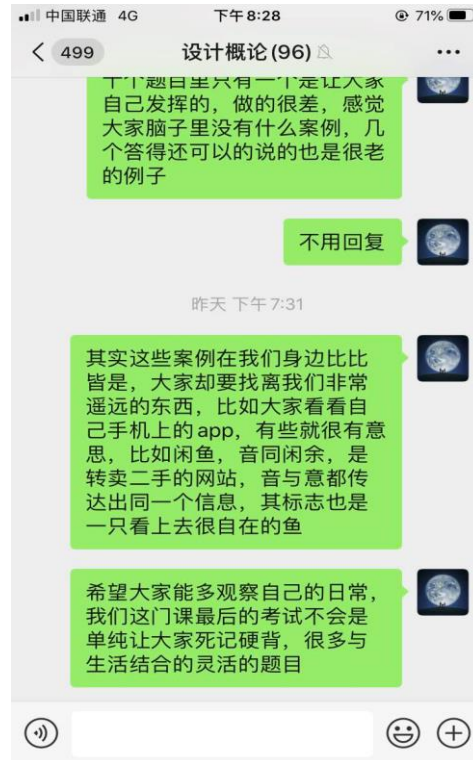 中国联通 4G 下午8:28 71%
499 设计概论(96)
十个题目里只有一个是让大家
自己发挥的，做的很差，感觉
大家脑子里没有什么案例，几
个答得还可以的说的也是很老
的例子
不用回复
昨天 下午7:31
其实这些案例在我们身边比比
皆是，大家却要找离我们非常
遥远的东西，比如大家看看自
己手机上的app，有些就很有意
思，比如闲鱼，音同闲余，是
转卖二手的网站，音与意都传
达出同一个信息，其标志也是
一只看上去很自在的鱼
希望大家能多观察自己的日常，
我们这门课最后的考试不会是
单纯让大家死记硬背，很多与
生活结合的灵活的题目